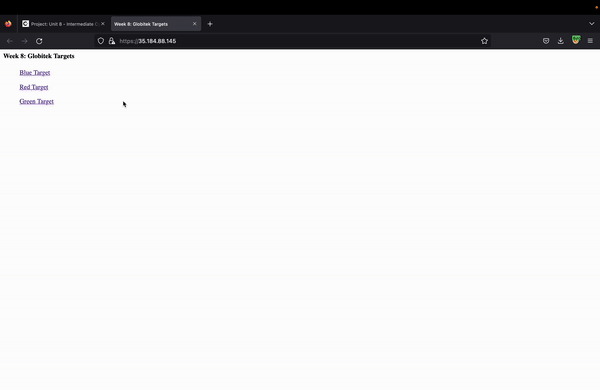 Project: Unit 8 - Intermediate
Week 8: Globitek Targets
https://35.184.88.145
Week 8: Globitek Targets
Blue Target
Red Target
Green Target